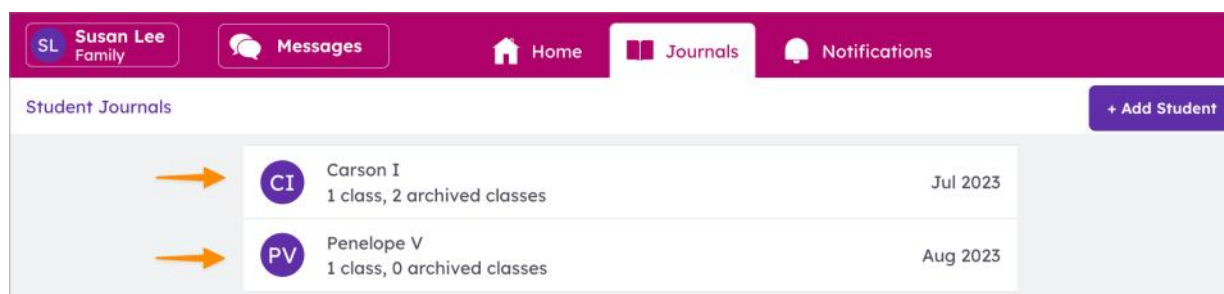 SL
Susan Lee
Family
Messages
Home
Journals
Notifications
Student Journals
+ Add Student
CI
Carson I
1 class, 2 archived classes
Jul 2023
PV
Penelope V
1 class, 0 archived classes
Aug 2023